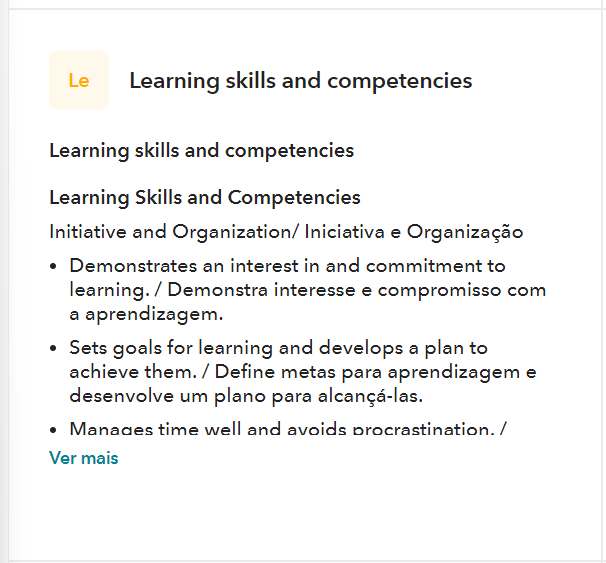 Le
Learning skills and competencies
Learning skills and competencies
Learning Skills and Competencies
Initiative and Organization/ Iniciativa e Organização
• Demonstrates an interest in and commitment to
learning. / Demonstra interesse e compromisso com
a aprendizagem.
• Sets goals for learning and develops a plan to
achieve them. / Define metas para aprendizagem e
desenvolve um plano para alcançá-las.
• Manages time well and avoids procrastination. /
Ver mais